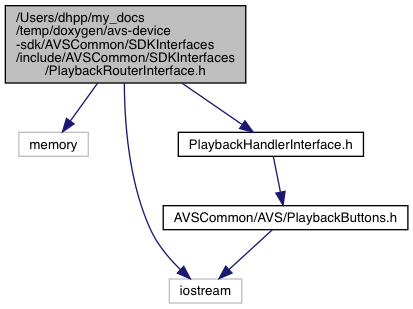 /Users/dhpp/my_docs
/temp/doxygen/avs-device
-sdk/AVSCommon/SDKInterfaces
/include/AVSCommon/SDKInterfaces
/PlaybackRouterInterface.h
memory
PlaybackHandlerInterface.h
AVSCommon/AVS/PlaybackButtons.h
iostream